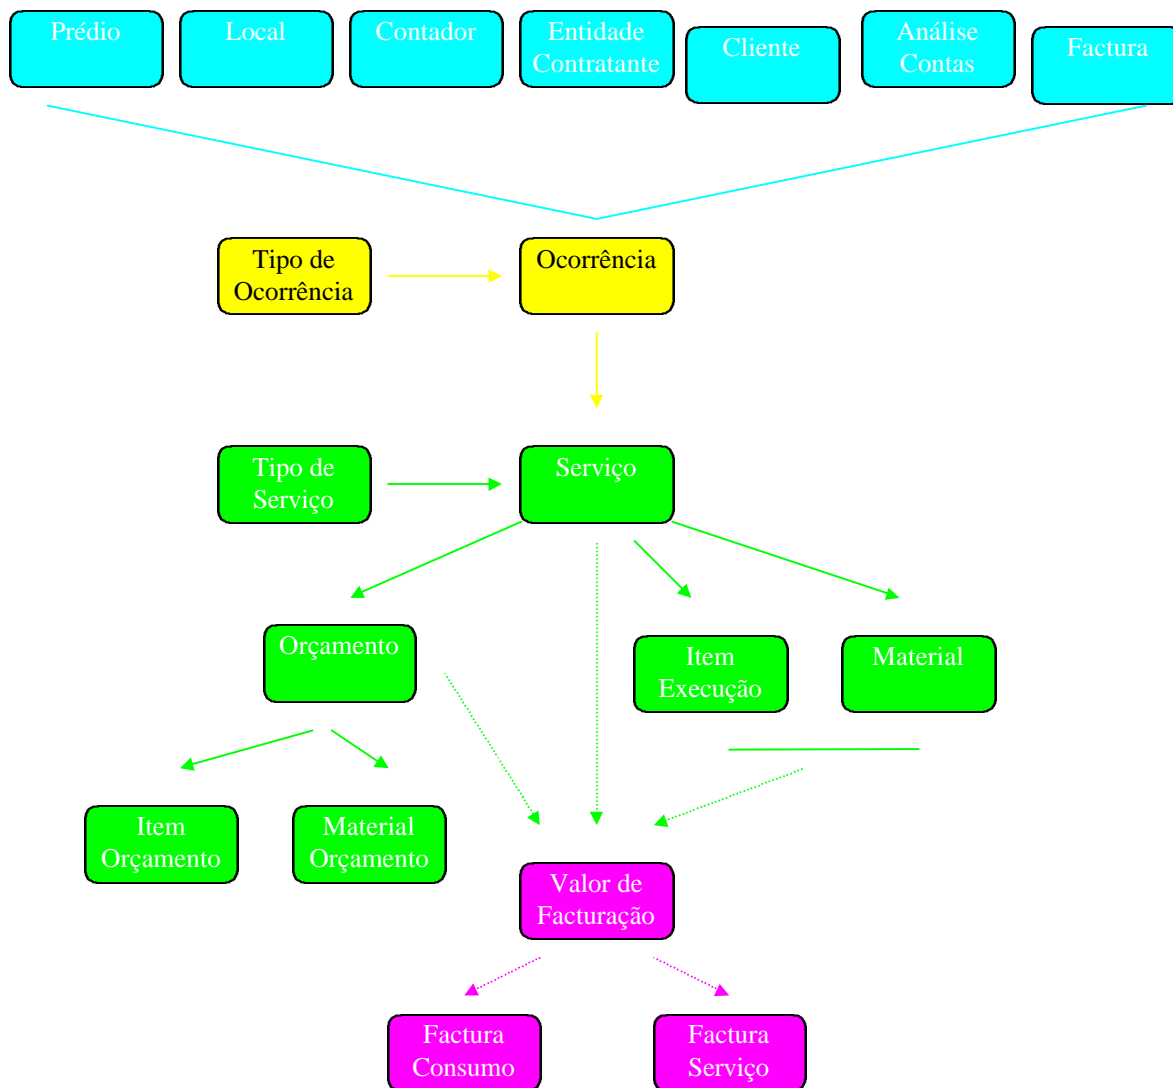 Prédio
Local
Contador
Entidade
Contratante
Cliente
Análise
Contas
Factura
Tipo de
Ocorrência
Ocorrência
Tipo de
Serviço
Serviço
Orçamento
Item
Execução
Material
Item
Orçamento
Material
Orçamento
Valor de
Facturação
Factura
Consumo
Factura
Serviço